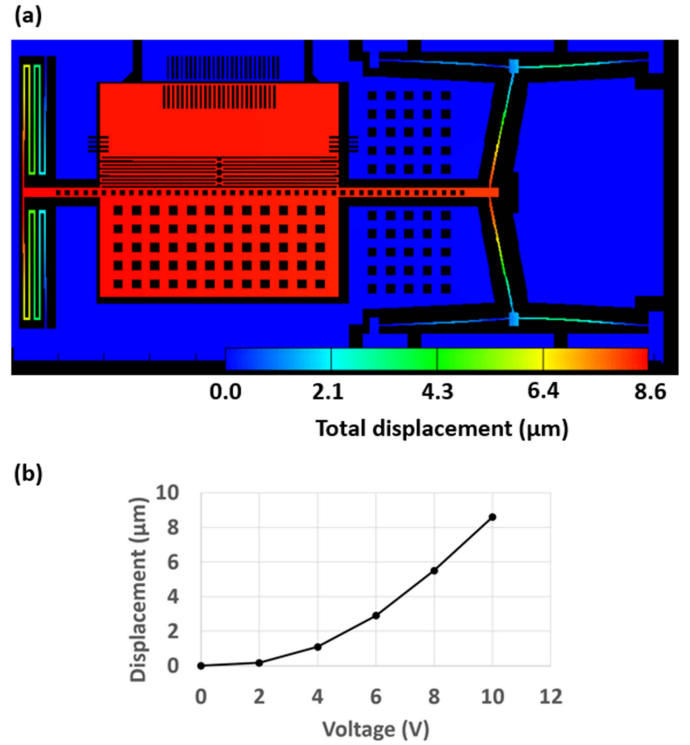 (a)
0.0 2.1 4.3 6.4 8.6
Total displacement (μm)
(b)
Displacement (μm)
10
8
6
4
2
0
0 2 4 6 8 10 12
Voltage (V)